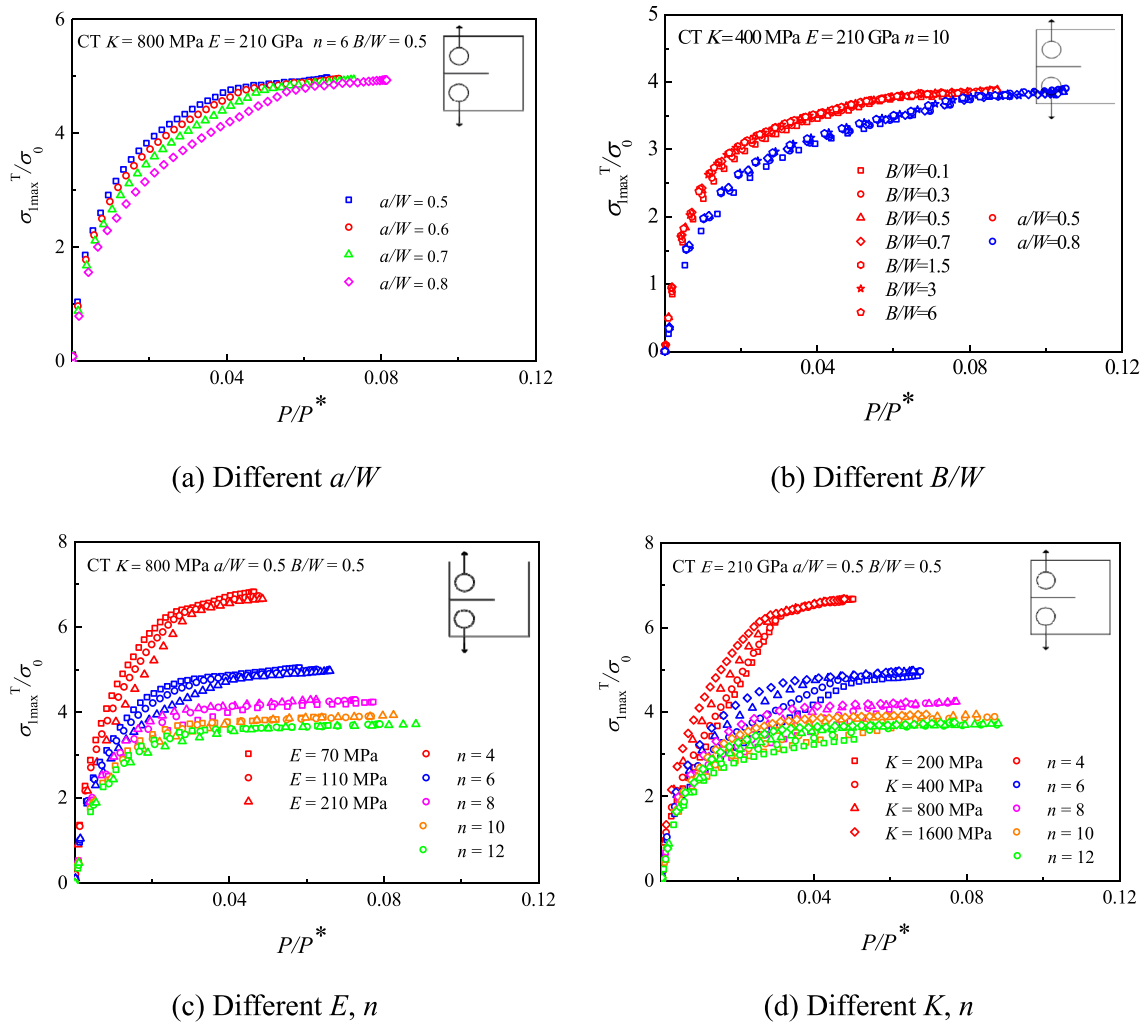 CT K = 800 MPa E = 210 GPa n = 6 B/W = 0.5
6
4
2
0
σ1maxᵀ/σ0
a/W = 0.5
a/W = 0.6
a/W = 0.7
a/W = 0.8
0.04 0.08 0.12
P/P*
(a) Different a/W
CT K=400 MPa E = 210 GPa n = 10
5
4
3
2
1
0
σ1maxᵀ/σ0
B/W=0.1
B/W=0.3
B/W=0.5
B/W=0.7
B/W=1.5
B/W=3
B/W=6
a/W=0.5
a/W=0.8
0.04 0.08 0.12
P/P*
(b) Different B/W
CT K = 800 MPa a/W = 0.5 B/W = 0.5
8
6
4
2
0
σ1maxᵀ/σ0
E = 70 MPa
E = 110 MPa
E = 210 MPa
n = 4
n = 6
n = 8
n = 10
n = 12
0.04 0.08 0.12
P/P*
(c) Different E, n
CT E = 210 GPa a/W = 0.5 B/W = 0.5
8
6
4
2
0
σ1maxᵀ/σ0
K = 200 MPa
K = 400 MPa
K = 800 MPa
K = 1600 MPa
n = 4
n = 6
n = 8
n = 10
n = 12
0.04 0.08 0.12
P/P*
(d) Different K, n